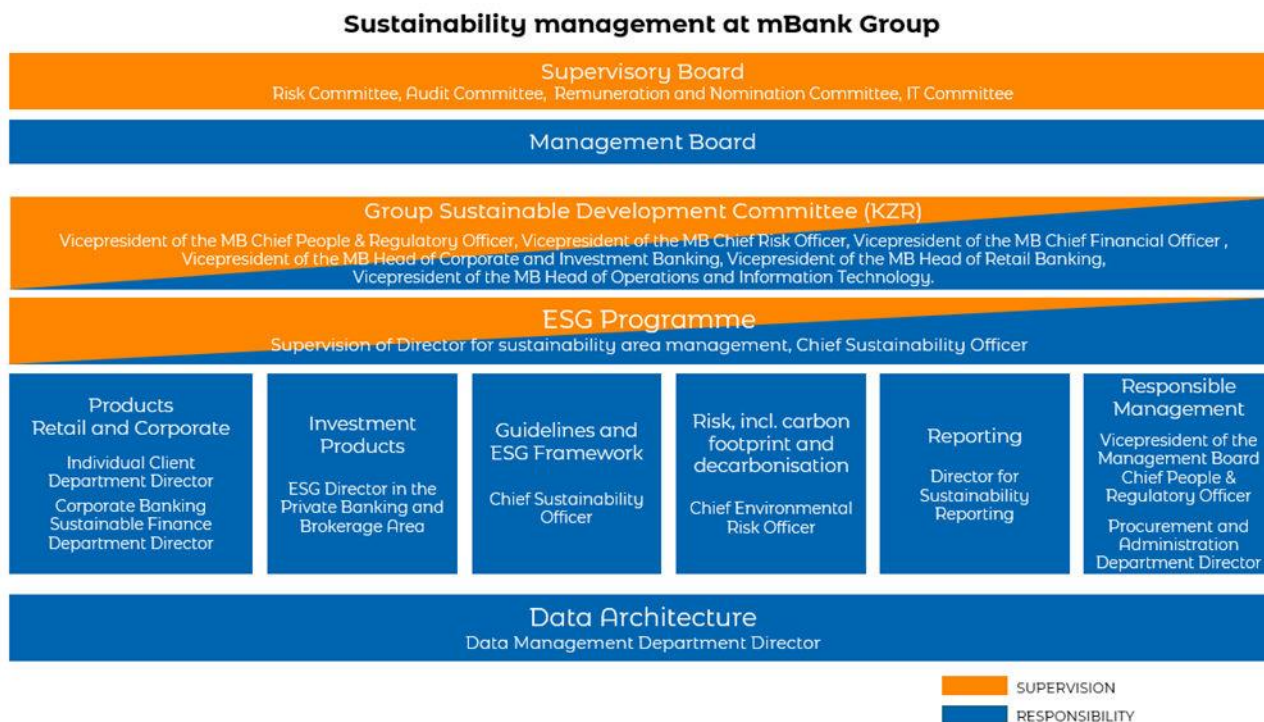 Sustainability management at mBank Group
Supervisory Board
Risk Committee, Audit Committee, Remuneration and Nomination Committee, IT Committee
Management Board
Group Sustainable Development Committee (KZR)
Vicepresident of the MB Chief People & Regulatory Officer, Vicepresident of the MB Chief Risk Officer, Vicepresident of the MB Chief Financial Officer ,
Vicepresident of the MB Head of Corporate and Investment Banking, Vicepresident of the MB Head of Retail Banking,
Vicepresident of the MB Head of Operations and Information Technology.
ESG Programme
Supervision of Director for sustainability area management, Chief Sustainability Officer
Products
Retail and Corporate
Individual Client
Department Director
Corporate Banking
Sustainable Finance
Department Director
Investment
Products
ESG Director in the
Private Banking and
Brokerage Area
Guidelines and
ESG Framework
Chief Sustainability
Officer
Risk, incl. carbon
footprint and
decarbonisation
Chief Environmental
Risk Officer
Reporting
Director for
Sustainability
Reporting
Responsible
Management
Vicepresident of the
Management Board
Chief People &
Regulatory Officer
Procurement and
Administration
Department Director
Data Architecture
Data Management Department Director
SUPERVISION
RESPONSIBILITY